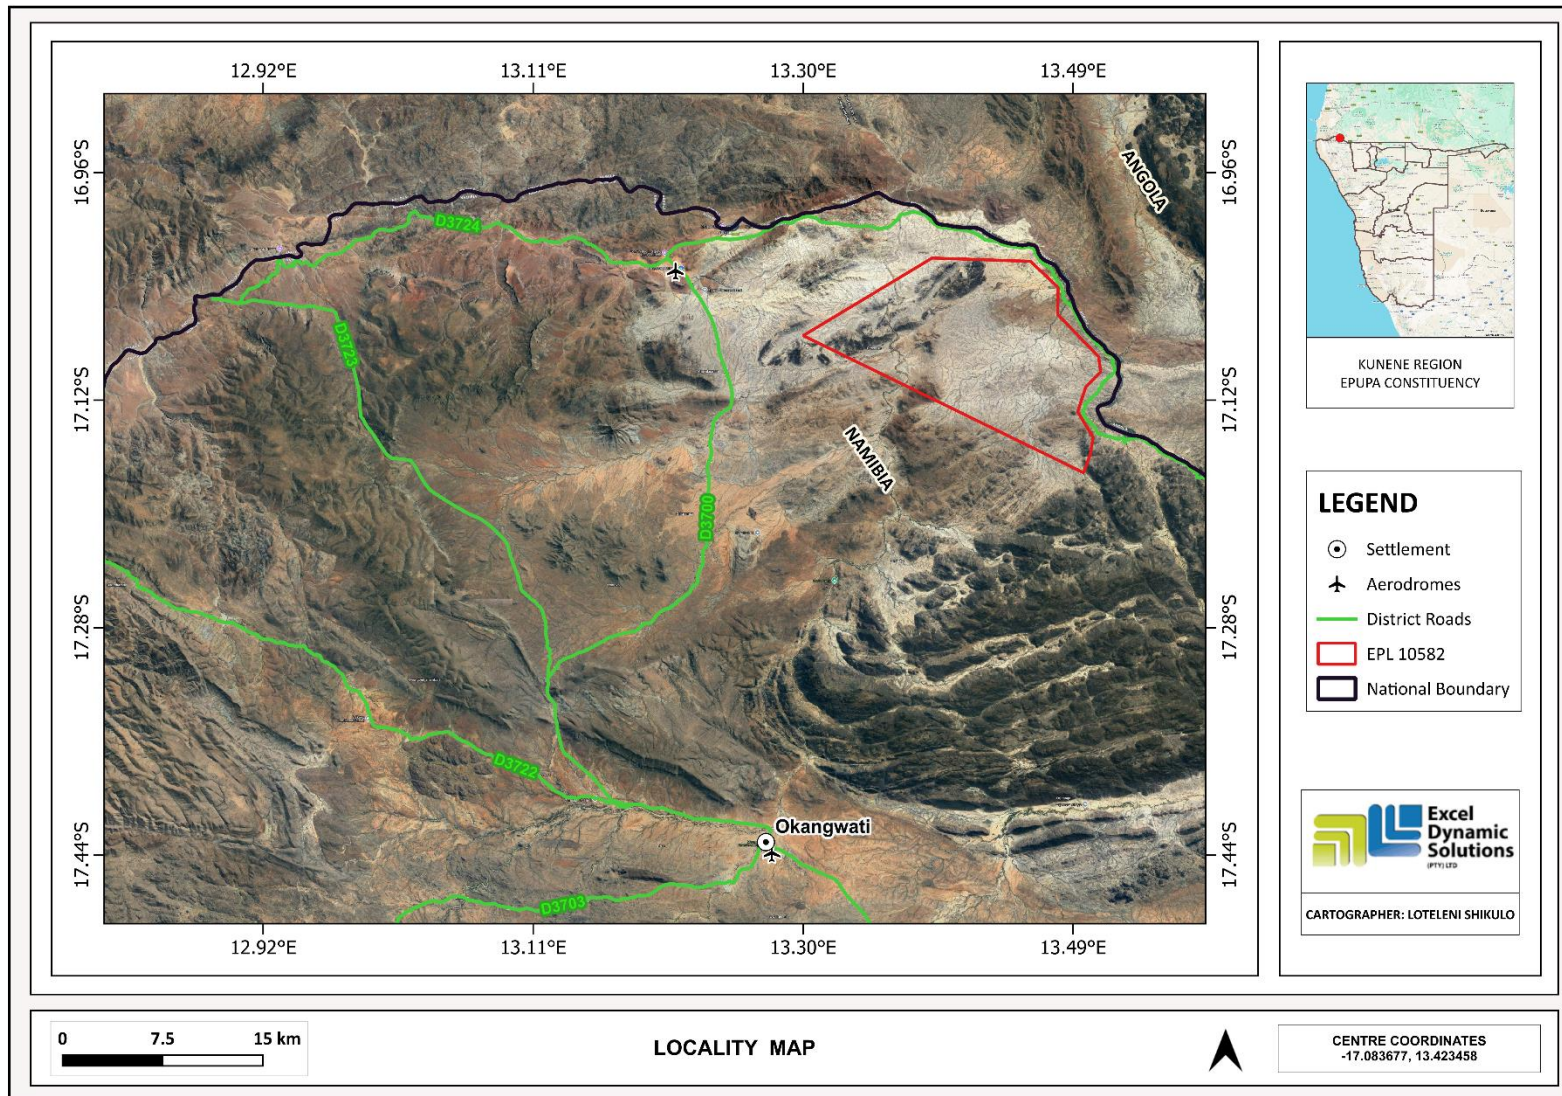 12.92°E
13.11°E
13.30°E
13.49°E
16.96°S
16.96°S
ANGOLA
D3724
D3723
17.12°S
17.12°S
NAMIBIA
D3700
17.28°S
17.28°S
D3722
Okangwati
17.44°S
17.44°S
D3703
12.92°E
13.11°E
13.30°E
13.49°E
KUNENE REGION
EPUPA CONSTITUENCY
LEGEND
Settlement
Aerodromes
District Roads
EPL 10582
National Boundary
Excel
Dynamic
Solutions
(PTY) LTD
CARTOGRAPHER: LOTELENI SHIKULO
0 7.5 15 km
LOCALITY MAP
CENTRE COORDINATES
-17.083677, 13.423458